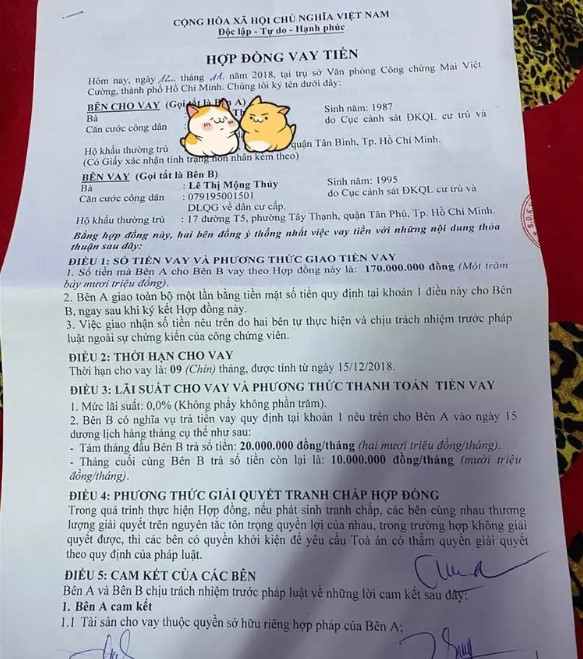 CỘNG HÒA XÃ HỘI CHỦ NGHĨA VIỆT NAM
Độc lập - Tự do - Hạnh phúc
HỢP ĐỒNG VAY TIỀN
Hôm nay, ngày 12 tháng 11 năm 2018, tại trụ sở Văn phòng Công chứng Mai Việt
Cường, thành phố Hồ Chí Minh. Chúng tôi ký tên dưới đây:
BÊN CHO VAY (Gọi tắt là Bên A)
Bà Sinh năm: 1987
Căn cước công dân do Cục cảnh sát ĐKQL cư trú và
Hộ khẩu thường trú quận Tân Bình, Tp. Hồ Chí Minh.
(Có Giấy xác nhận tình trạng hôn nhân kèm theo)
BÊN VAY (Gọi tắt là Bên B)
Bà : Lê Thị Mộng Thúy Sinh năm: 1995
Căn cước công dân : 079195001501 do Cục cảnh sát ĐKQL cư trú và
DLQG về dân cư cấp.
Hộ khẩu thường trú : 17 đường T5, phường Tây Thạnh, quận Tân Phú, Tp. Hồ Chí Minh.
Bằng hợp đồng này, hai bên đồng ý thống nhất việc vay tiền với những nội dung thỏa
thuận sau đây:
ĐIỀU 1: SỐ TIỀN VAY VÀ PHƯƠNG THỨC GIAO TIỀN VAY
1. Số tiền mà Bên A cho Bên B vay theo Hợp đồng này là: 170.000.000 đồng (Một trăm
bảy mươi triệu đồng).
2. Bên A giao toàn bộ một lần bằng tiền mặt số tiền quy định tại khoản 1 điều này cho Bên
B, ngay sau khi ký kết Hợp đồng này.
3. Việc giao nhận số tiền nêu trên do hai bên tự thực hiện và chịu trách nhiệm trước pháp
luật ngoài sự chứng kiến của công chứng viên.
ĐIỀU 2: THỜI HẠN CHO VAY
Thời hạn cho vay là: 09 (Chín) tháng, được tính từ ngày 15/12/2018.
ĐIỀU 3: LÃI SUẤT CHO VAY VÀ PHƯƠNG THỨC THANH TOÁN TIỀN VAY
1. Mức lãi suất: 0,0% (Không phẩy không phần trăm).
2. Bên B có nghĩa vụ trả tiền vay quy định tại khoản 1 nêu trên cho Bên A vào ngày 15
dương lịch hàng tháng cụ thể như sau:
- Tám tháng đầu Bên B trả số tiền: 20.000.000 đồng/tháng (hai mươi triệu đồng/tháng).
- Tháng cuối cùng Bên B trả số tiền còn lại là: 10.000.000 đồng/tháng (mười triệu
đồng/tháng).
ĐIỀU 4: PHƯƠNG THỨC GIẢI QUYẾT TRANH CHẤP HỢP ĐỒNG
Trong quá trình thực hiện Hợp đồng, nếu phát sinh tranh chấp, các bên cùng nhau thương
lượng giải quyết trên nguyên tắc tôn trọng quyền lợi của nhau, trong trường hợp không giải
quyết được, thì các bên có quyền khởi kiện để yêu cầu Toà án có thẩm quyền giải quyết
theo quy định của pháp luật.
ĐIỀU 5: CAM KẾT CỦA CÁC BÊN
Bên A và Bên B chịu trách nhiệm trước pháp luật về những lời cam kết sau đây:
1. Bên A cam kết
1.1 Tài sản cho vay thuộc quyền sở hữu riêng hợp pháp của Bên A;